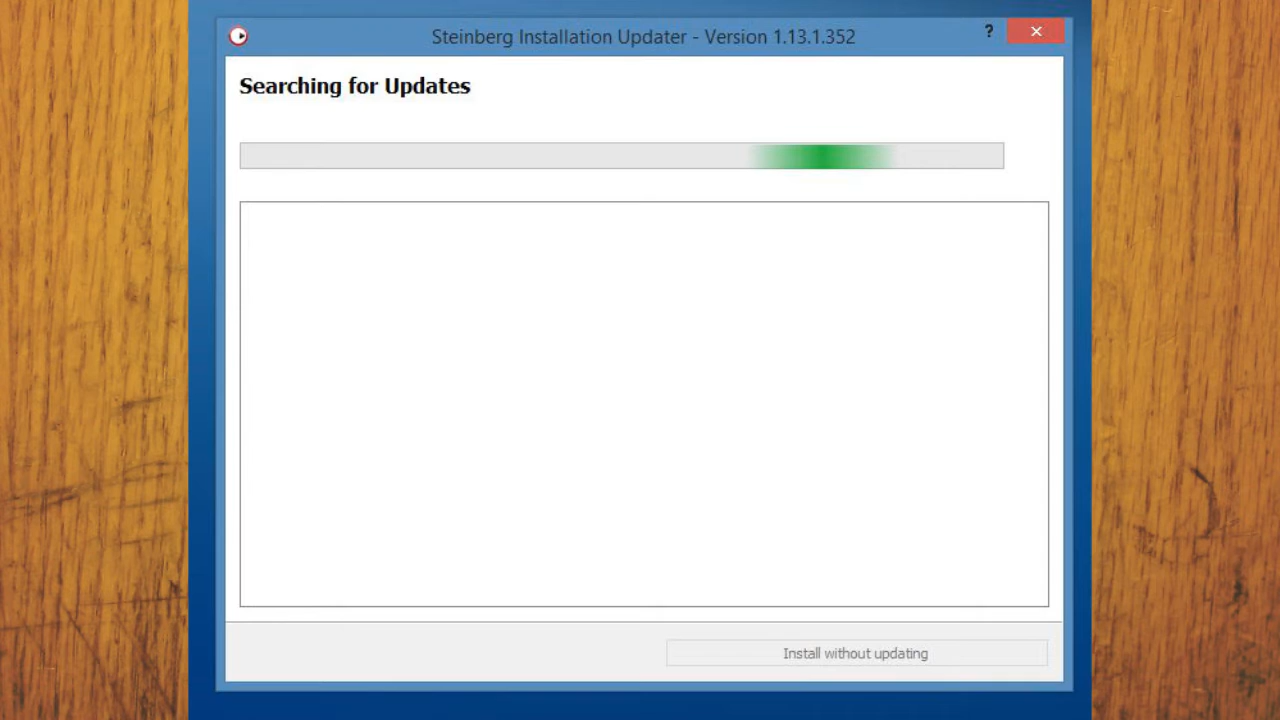 Steinberg Installation Updater - Version 1.13.1.352
?
Searching for Updates
Install without updating